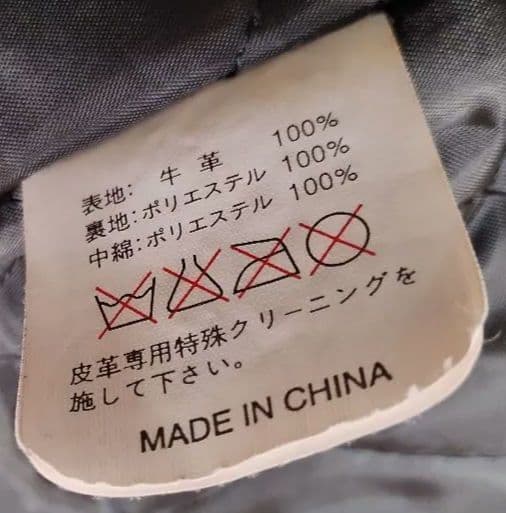 表地: 牛 革 100%
裏地:ポリエステル 100%
中綿:ポリエステル 100%
皮革専用特殊クリーニングを
施して下さい。
MADE IN CHINA